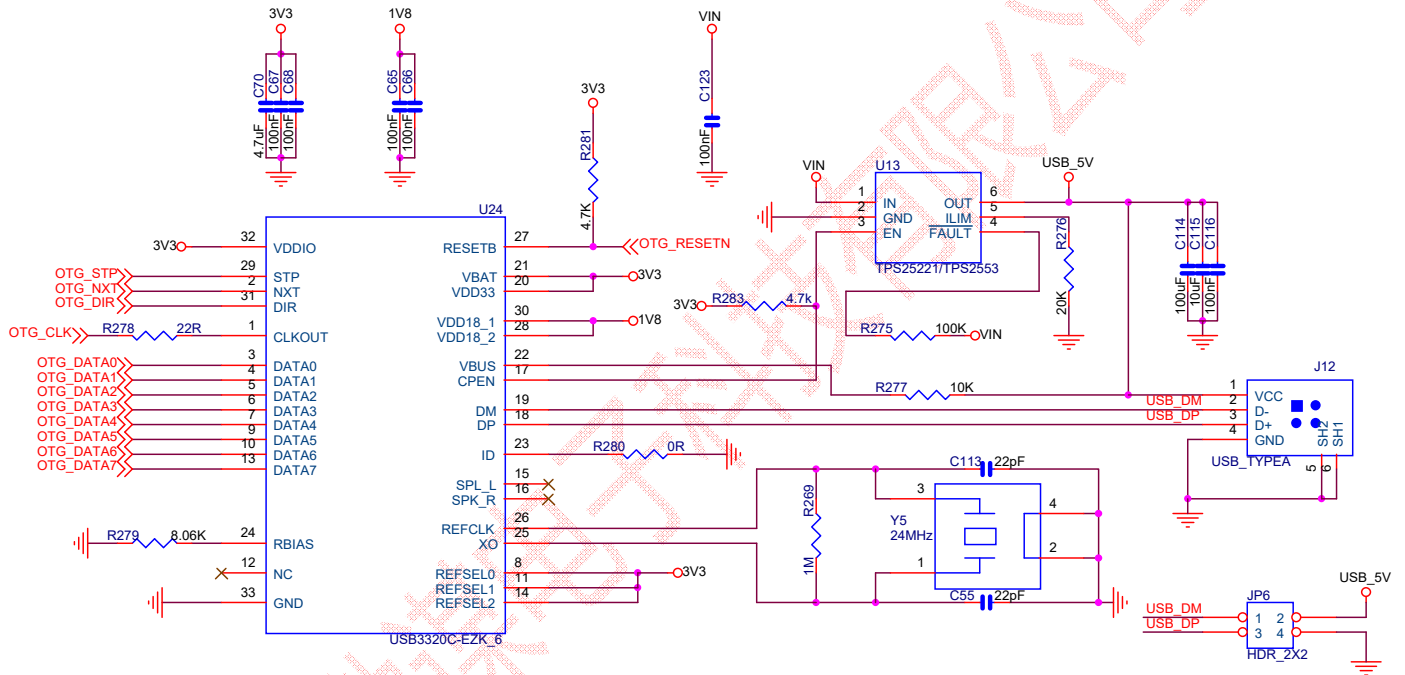 3V3
1V8
VIN
C70
C67
C68
4.7uF
100nF
100nF
C65
C66
100nF
100nF
C123
100nF
3V3
R281
4.7K
U24
32 VDDIO
3V3
29 STP
OTG_STP
2 NXT
OTG_NXT
31 DIR
OTG_DIR
OTG_CLK R278 22R 1 CLKOUT
OTG_DATA0 3 DATA0
OTG_DATA1 4 DATA1
OTG_DATA2 5 DATA2
OTG_DATA3 6 DATA3
OTG_DATA4 7 DATA4
OTG_DATA5 9 DATA5
OTG_DATA6 10 DATA6
OTG_DATA7 13 DATA7
R279 8.06K 24 RBIAS
12 NC
33 GND
RESETB 27 OTG_RESETN
VBAT 21 3V3
VDD33 20
VDD18_1 30 1V8
VDD18_2 28
VBUS 22
CPEN 17
DM 19
DP 18
ID 23 R280 0R
SPL_L 15
SPK_R 16
REFCLK 26
XO 25
REFSEL0 8 3V3
REFSEL1 11
REFSEL2 14
USB3320C-EZK_6
VIN
U13
1 IN
2 GND
3 EN
OUT 6
ILIM 5
FAULT 4
TPS25221/TPS2553
USB_5V
R276
20K
C114
C115
C116
100uF
10uF
100nF
3V3 R283 4.7k
R275 100K VIN
R277 10K
J12
1 VCC
USB_DM 2 D-
USB_DP 3 D+
4 GND
SH2
SH1
5
6
USB_TYPEA
C113 22pF
R269
1M
3
Y5
24MHz
1
4
2
C55 22pF
USB_5V
JP6
USB_DM 1 2
USB_DP 3 4
HDR_2X2